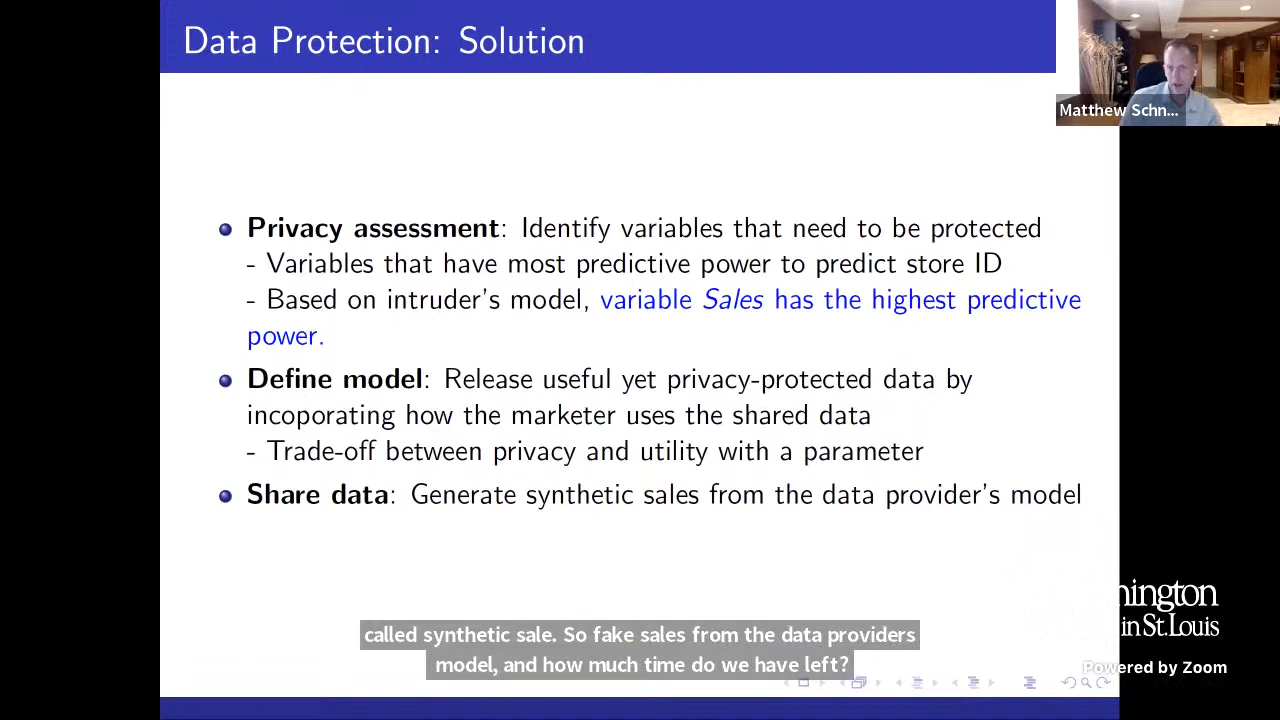 Data Protection: Solution
Matthew Schn...
Privacy assessment: Identify variables that need to be protected
- Variables that have most predictive power to predict store ID
- Based on intruder's model, variable Sales has the highest predictive
power.
Define model: Release useful yet privacy-protected data by
incoporating how the marketer uses the shared data
- Trade-off between privacy and utility with a parameter
Share data: Generate synthetic sales from the data provider's model
called synthetic sale. So fake sales from the data providers
model, and how much time do we have left?
in St.Louis
Powered by Zoom